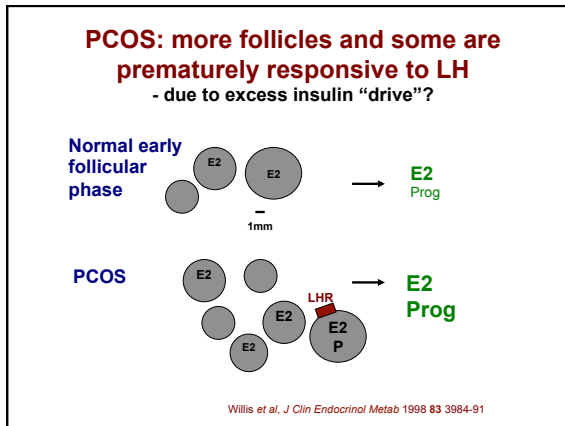 PCOS: more follicles and some are
prematurely responsive to LH
- due to excess insulin “drive”?
Normal early
follicular
phase
E2
E2
E2
Prog
1mm
PCOS
E2
LHR
E2
E2
E2
P
E2
Prog
Willis et al, J Clin Endocrinol Metab 1998 83 3984-91